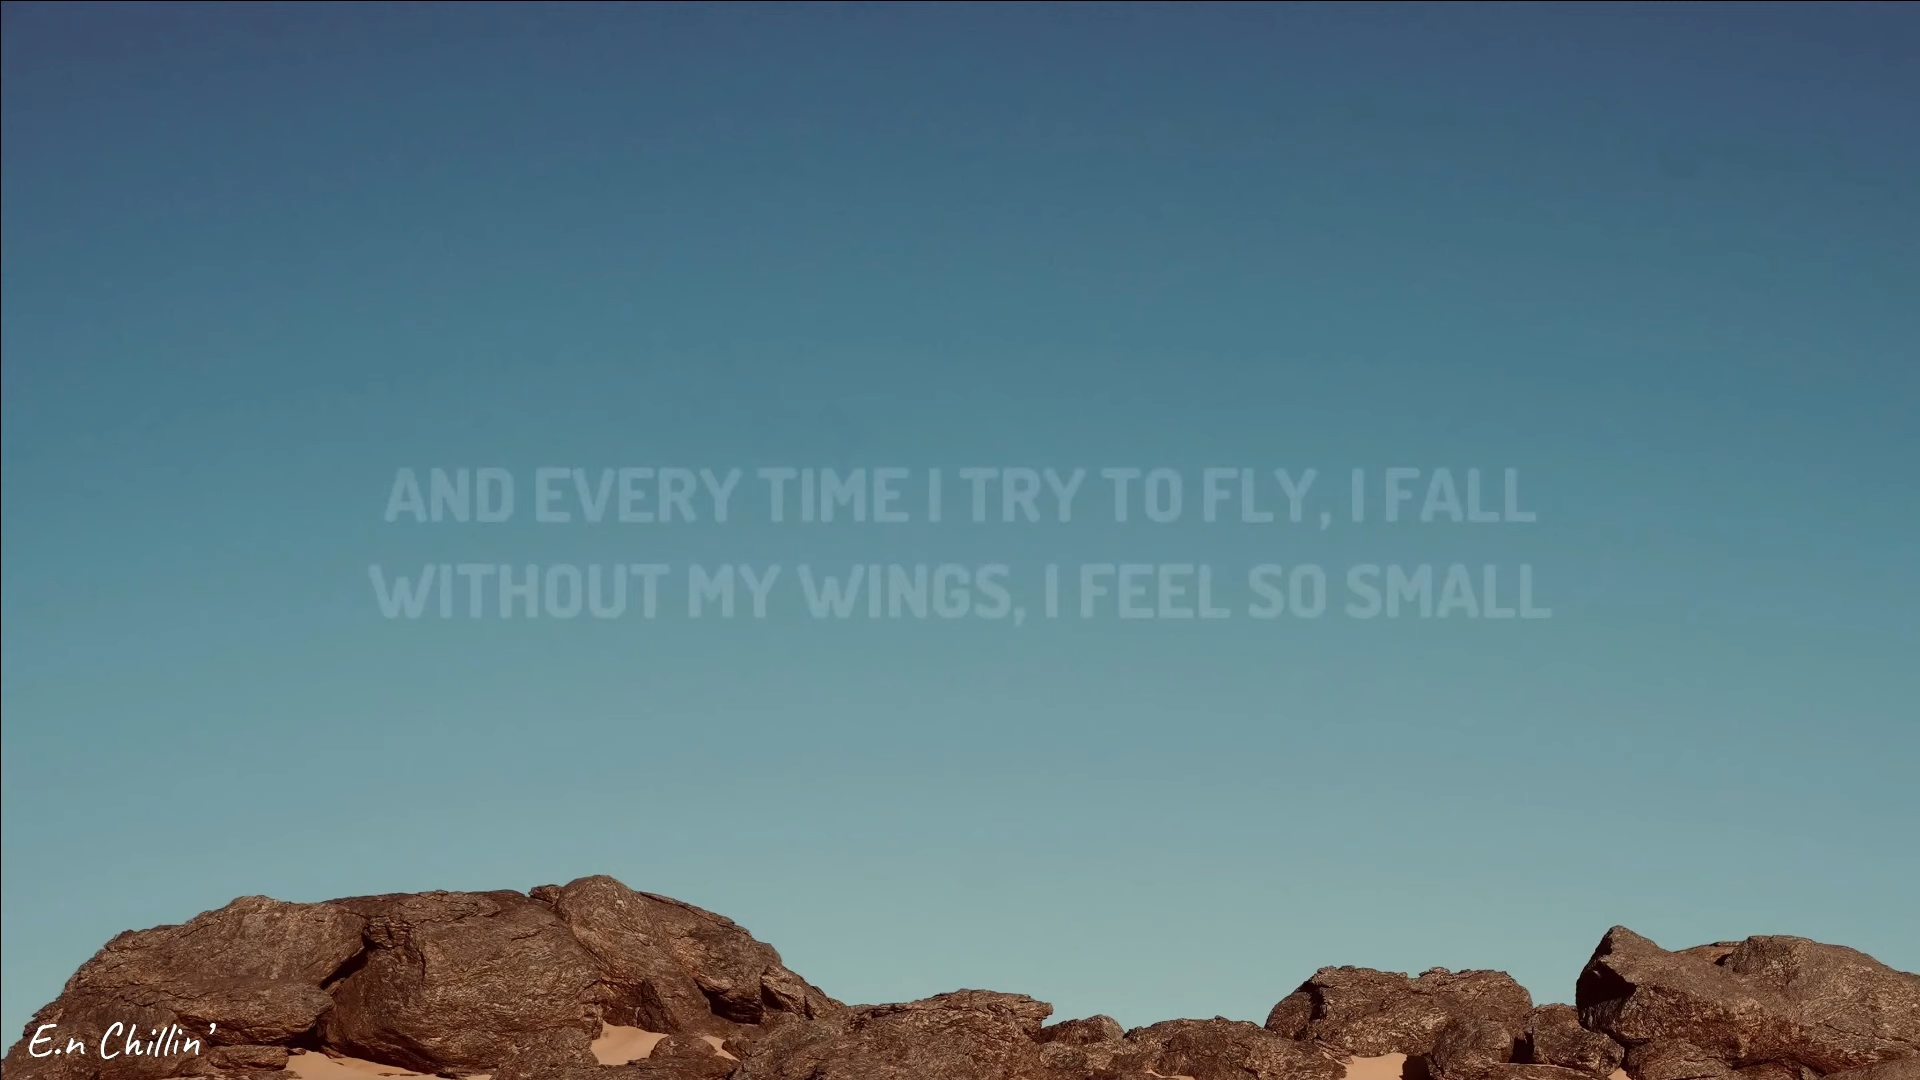 AND EVERY TIME I TRY TO FLY, I FALL
WITHOUT MY WINGS, I FEEL SO SMALL
E.n Chillin'